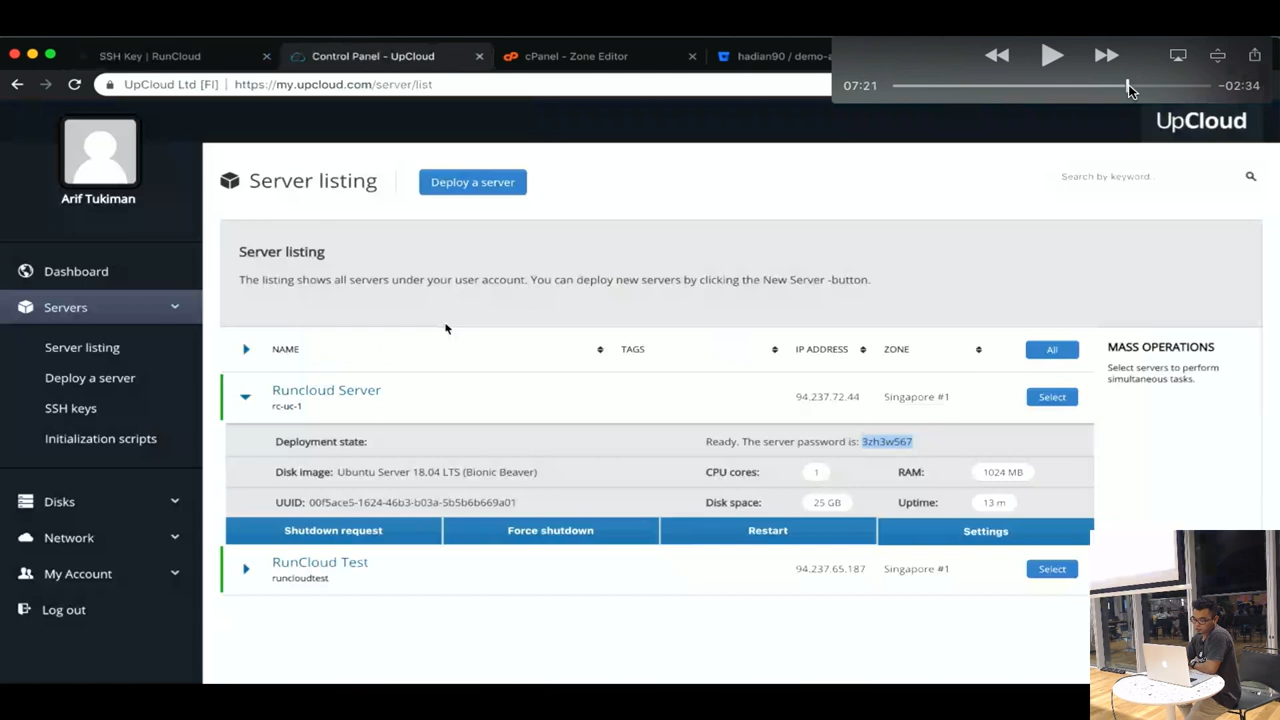 SSH Key | RunCloud
Control Panel - UpCloud
cPanel - Zone Editor
hadian90 / demo-a
07:21
-02:34
UpCloud Ltd [FI] https://my.upcloud.com/server/list
UpCloud
Arif Tukiman
Server listing
Deploy a server
Search by keyword..
Dashboard
Servers
Server listing
Deploy a server
SSH keys
Initialization scripts
Disks
Network
My Account
Log out
Server listing
The listing shows all servers under your user account. You can deploy new servers by clicking the New Server -button.
NAME TAGS IP ADDRESS ZONE All
Runcloud Server
rc-uc-1
94.237.72.44 Singapore #1 Select
Deployment state: Ready. The server password is: 3zh3w567
Disk image: Ubuntu Server 18.04 LTS (Bionic Beaver) CPU cores: 1 RAM: 1024 MB
UUID: 00f5ace5-1624-46b3-b03a-5b5b6b669a01 Disk space: 25 GB Uptime: 13 m
Shutdown request Force shutdown Restart Settings
RunCloud Test
runcloudtest
94.237.65.187 Singapore #1 Select
MASS OPERATIONS
Select servers to perform
simultaneous tasks.